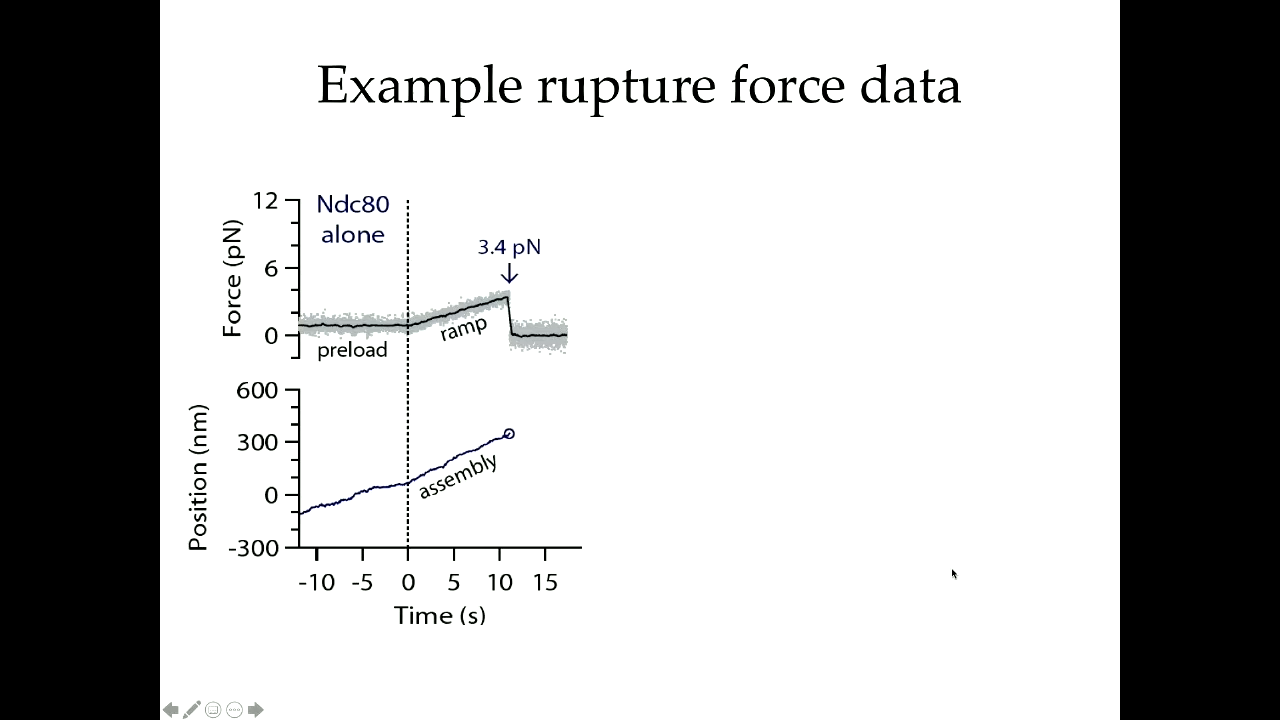 Example rupture force data
Ndc80
alone
12
6
0
Force (pN)
3.4 pN
preload
ramp
600
300
0
-300
Position (nm)
assembly
-10 -5 0 5 10 15
Time (s)